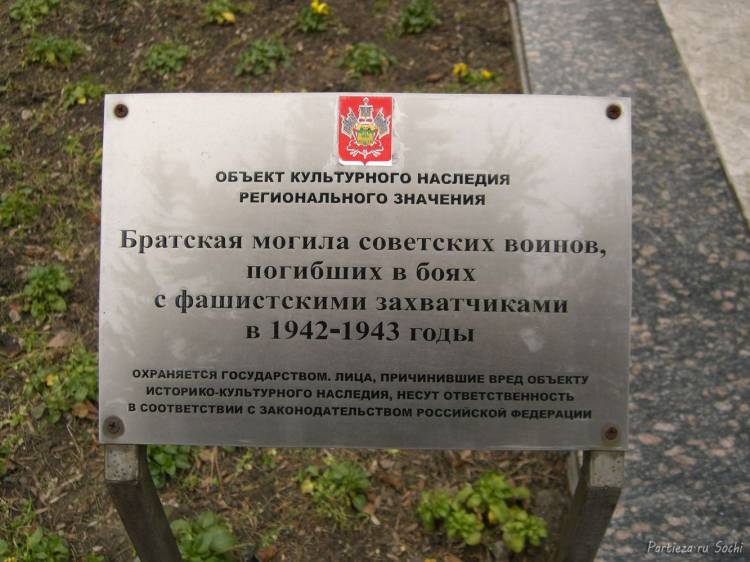 ОБЪЕКТ КУЛЬТУРНОГО НАСЛЕДИЯ
РЕГИОНАЛЬНОГО ЗНАЧЕНИЯ
Братская могила советских воинов,
погибших в боях
с фашистскими захватчиками
в 1942-1943 годы
ОХРАНЯЕТСЯ ГОСУДАРСТВОМ. ЛИЦА, ПРИЧИНИВШИЕ ВРЕД ОБЪЕКТУ
ИСТОРИКО-КУЛЬТУРНОГО НАСЛЕДИЯ, НЕСУТ ОТВЕТСТВЕННОСТЬ
В СООТВЕТСТВИИ С ЗАКОНОДАТЕЛЬСТВОМ РОССИЙСКОЙ ФЕДЕРАЦИИ
Partieza.ru Sochi